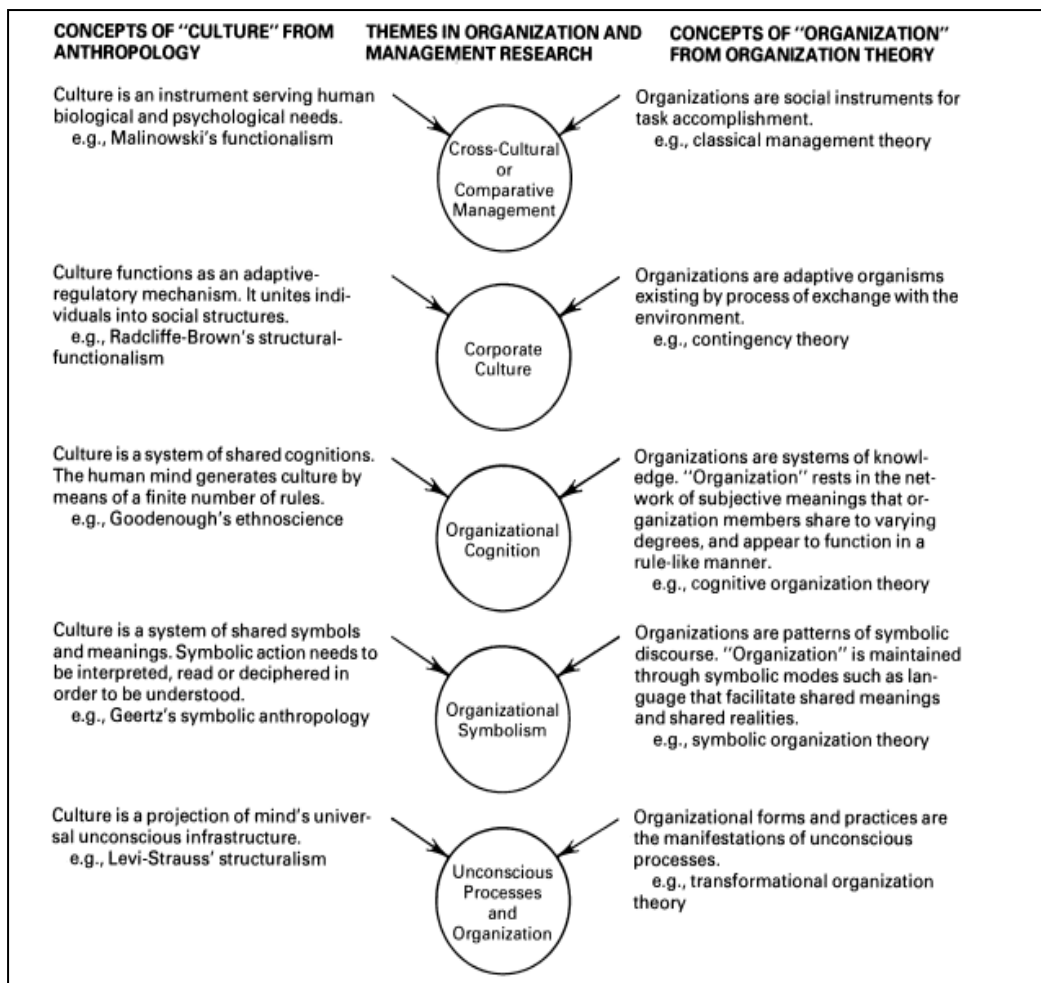 CONCEPTS OF "CULTURE" FROM
ANTHROPOLOGY
THEMES IN ORGANIZATION AND
MANAGEMENT RESEARCH
CONCEPTS OF "ORGANIZATION"
FROM ORGANIZATION THEORY
Culture is an instrument serving human
biological and psychological needs.
e.g., Malinowski's functionalism
Cross-Cultural
or
Comparative
Management
Organizations are social instruments for
task accomplishment.
e.g., classical management theory
Culture functions as an adaptive-
regulatory mechanism. It unites indi-
viduals into social structures.
e.g., Radcliffe-Brown's structural-
functionalism
Corporate
Culture
Organizations are adaptive organisms
existing by process of exchange with the
environment.
e.g., contingency theory
Culture is a system of shared cognitions.
The human mind generates culture by
means of a finite number of rules.
e.g., Goodenough's ethnoscience
Organizational
Cognition
Organizations are systems of knowl-
edge. "Organization" rests in the net-
work of subjective meanings that or-
ganization members share to varying
degrees, and appear to function in a
rule-like manner.
e.g., cognitive organization theory
Culture is a system of shared symbols
and meanings. Symbolic action needs to
be interpreted, read or deciphered in
order to be understood.
e.g., Geertz's symbolic anthropology
Organizational
Symbolism
Organizations are patterns of symbolic
discourse. "Organization" is maintained
through symbolic modes such as lan-
guage that facilitate shared meanings
and shared realities.
e.g., symbolic organization theory
Culture is a projection of mind's univer-
sal unconscious infrastructure.
e.g., Levi-Strauss' structuralism
Unconscious
Processes
and
Organization
Organizational forms and practices are
the manifestations of unconscious
processes.
e.g., transformational organization
theory